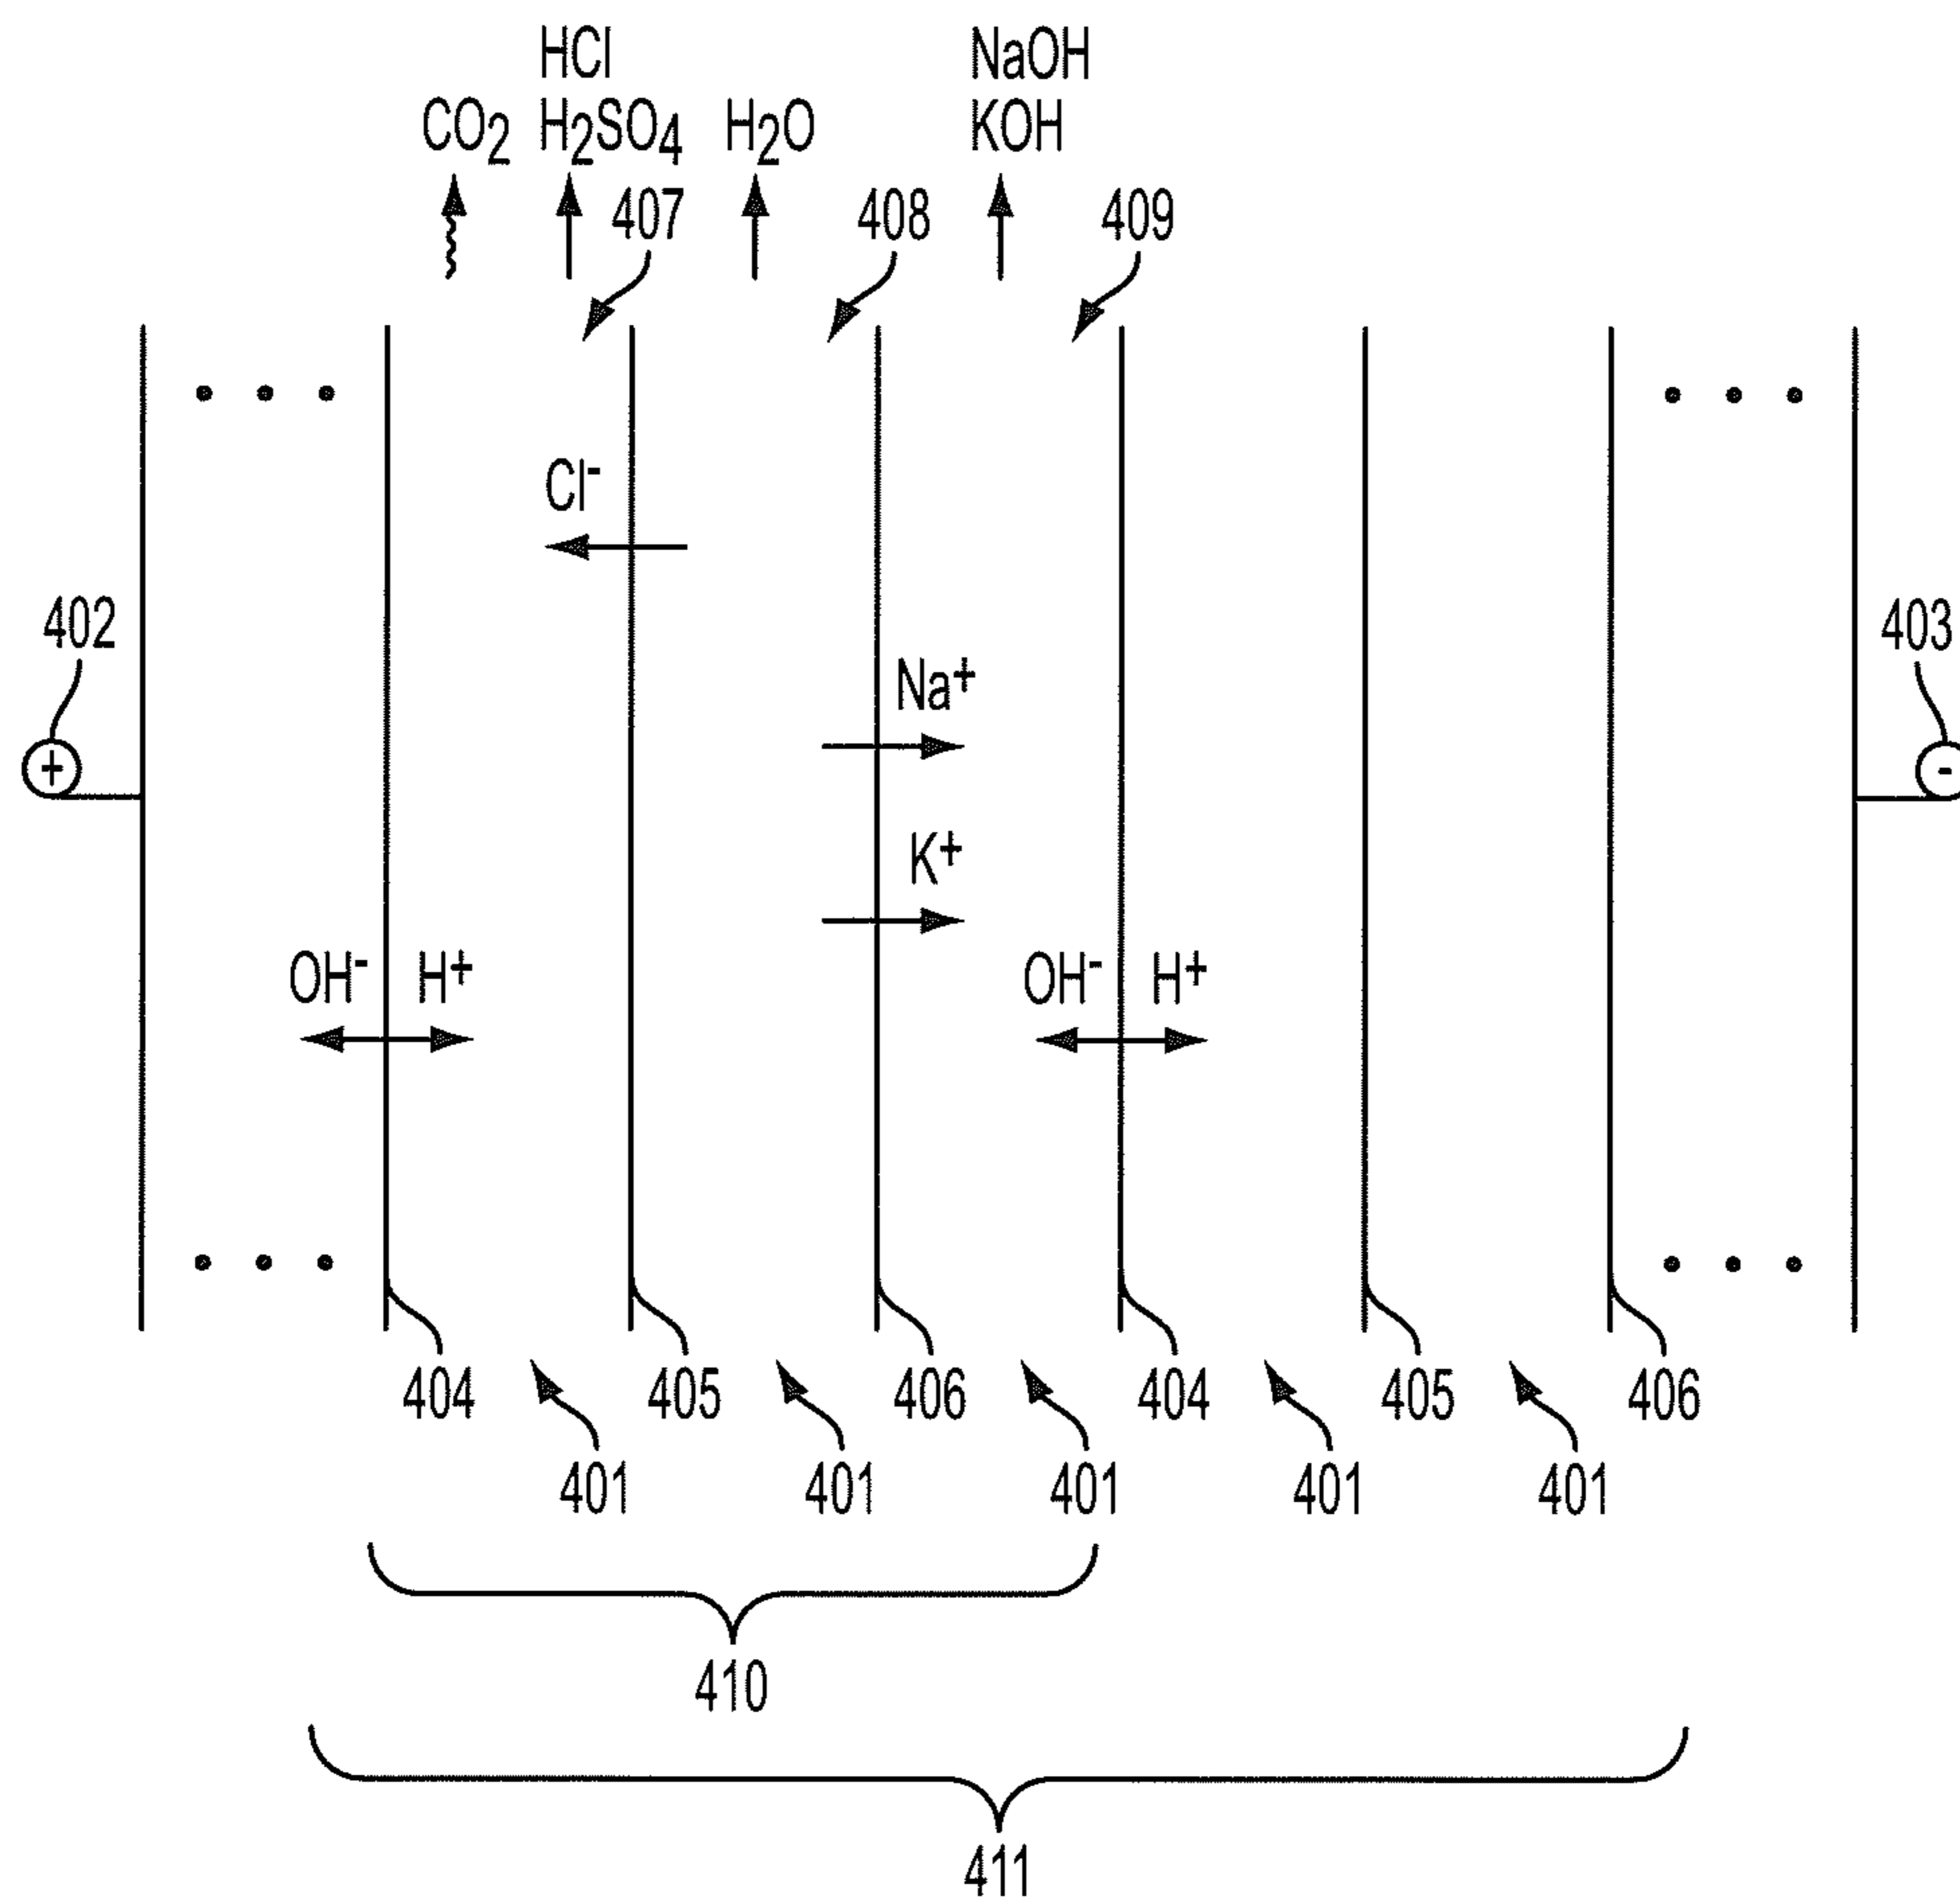 HCl NaOH
CO2 H2SO4 H2O KOH
407 408 409
Cl-
402 403
Na+
+ -
K+
OH- H+ OH- H+
404 405 406 404 405 406
401 401 401 401 401
410
411